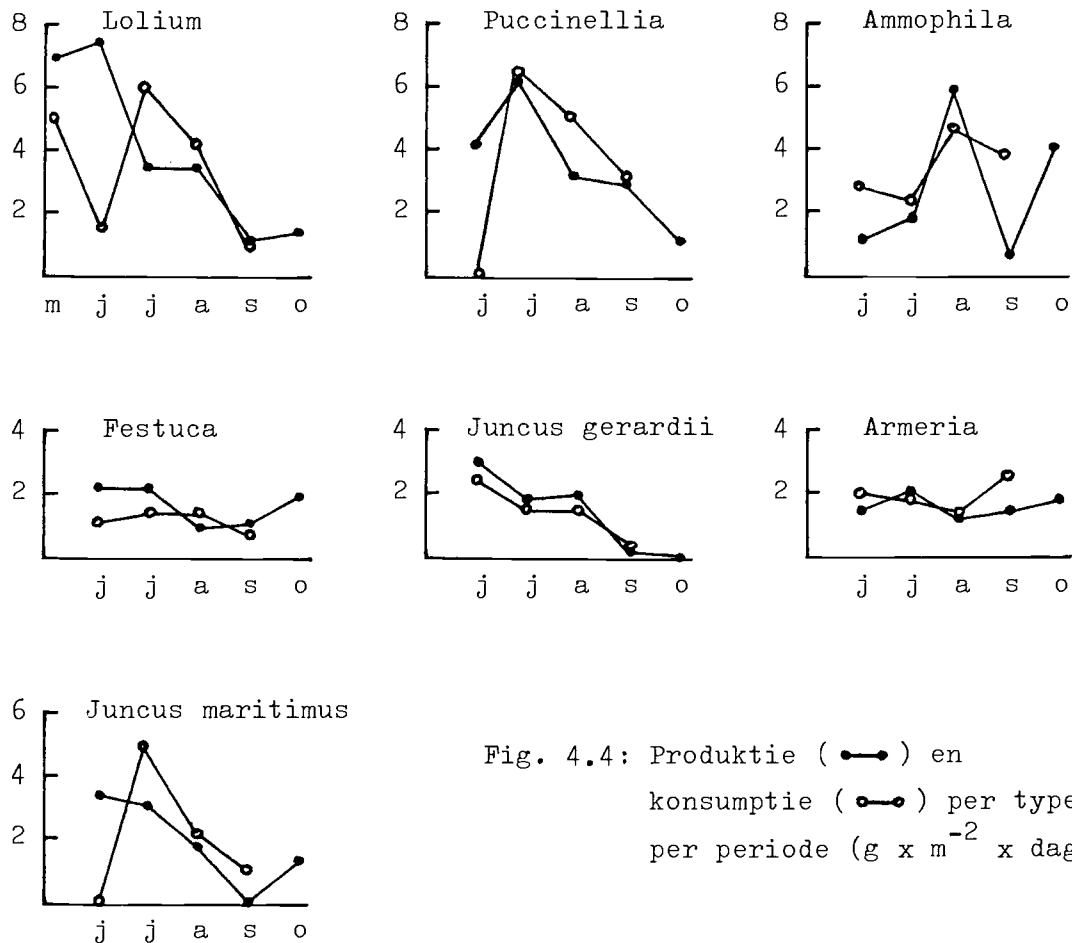 Lolium
8
6
4
2
m j j a s o
Puccinellia
8
6
4
2
j j a s o
Ammophila
8
6
4
2
j j a s o
Festuca
4
2
j j a s o
Juncus gerardii
4
2
j j a s o
Armeria
4
2
j j a s o
Juncus maritimus
6
4
2
j j a s o
Fig. 4.4: Produktie ( ) en
konsumptie ( ) per type
per periode (g x m⁻² x dag